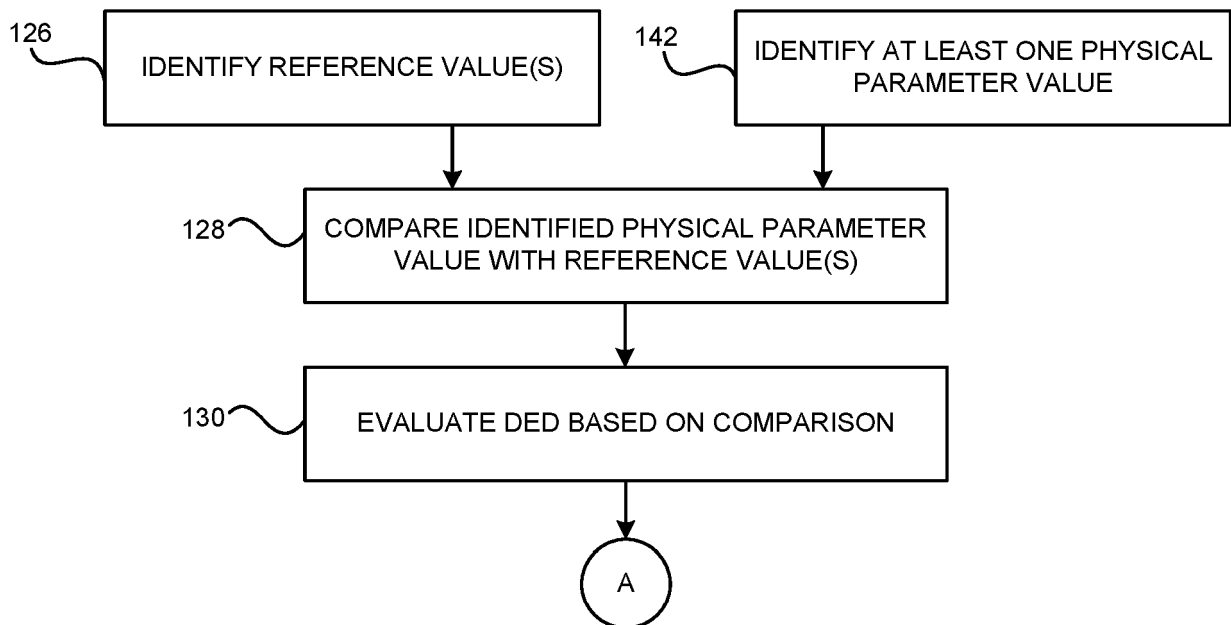 126
IDENTIFY REFERENCE VALUE(S)
142
IDENTIFY AT LEAST ONE PHYSICAL
PARAMETER VALUE
128
COMPARE IDENTIFIED PHYSICAL PARAMETER
VALUE WITH REFERENCE VALUE(S)
130
EVALUATE DED BASED ON COMPARISON
A